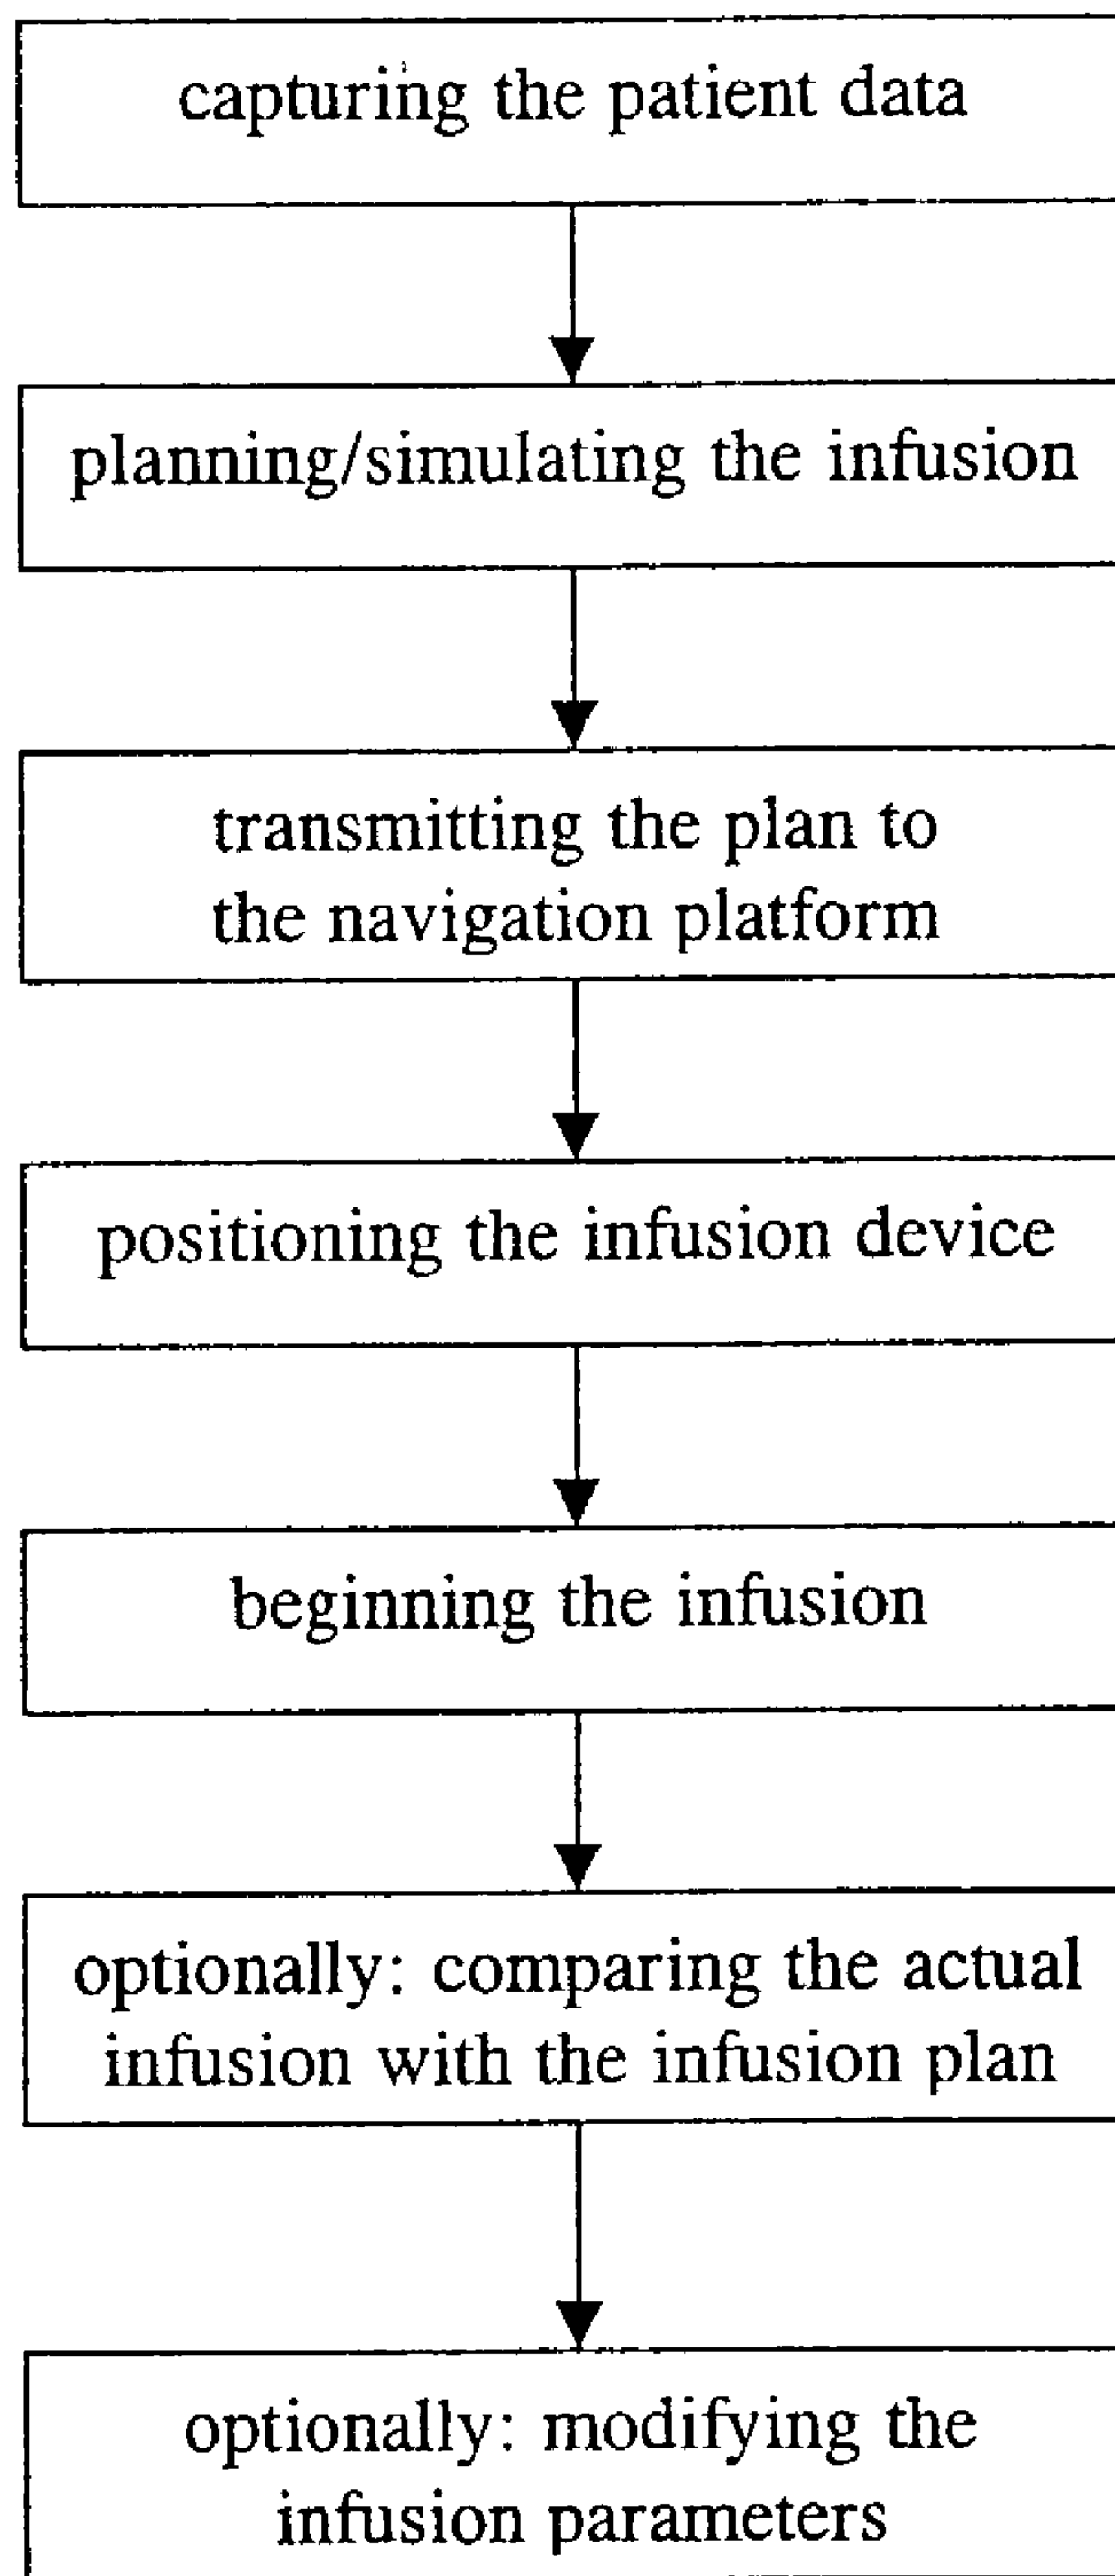 capturing the patient data
planning/simulating the infusion
transmitting the plan to
the navigation platform
positioning the infusion device
beginning the infusion
optionally: comparing the actual
infusion with the infusion plan
optionally: modifying the
infusion parameters